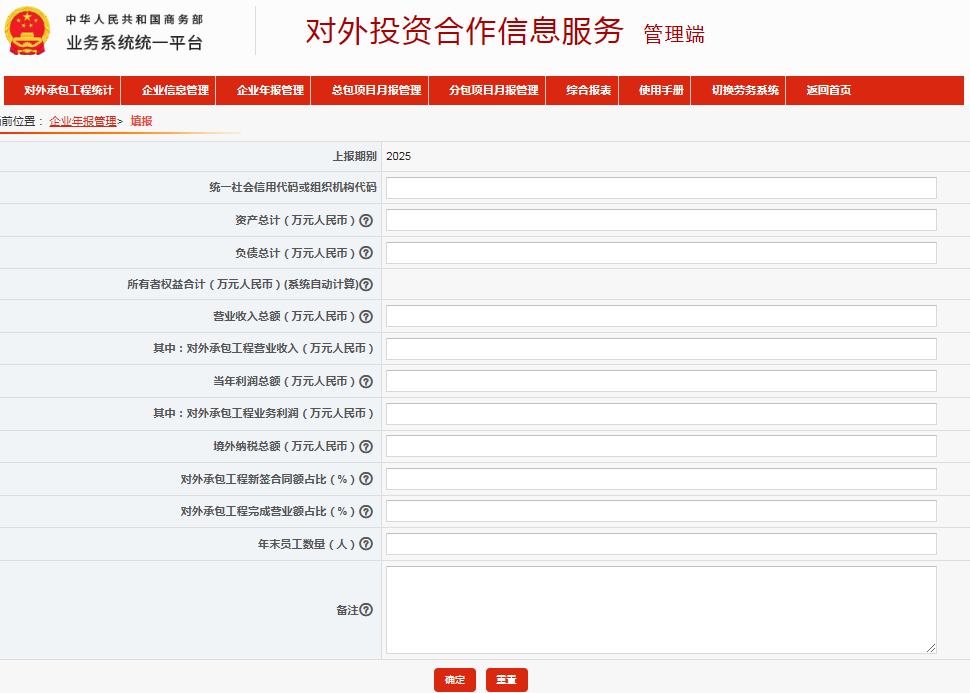 中华人民共和国商务部
业务系统统一平台
对外投资合作信息服务 管理端
对外承包工程统计 企业信息管理 企业年报管理 总包项目月报管理 分包项目月报管理 综合报表 使用手册 切换劳务系统 返回首页
前位置： 企业年报管理> 填报
上报期别 2025
统一社会信用代码或组织机构代码
资产总计（万元人民币）?
负债总计（万元人民币）?
所有者权益合计（万元人民币）(系统自动计算)?
营业收入总额（万元人民币）?
其中：对外承包工程营业收入（万元人民币）
当年利润总额（万元人民币）?
其中：对外承包工程业务利润（万元人民币）
境外纳税总额（万元人民币）?
对外承包工程新签合同额占比（%）?
对外承包工程完成营业额占比（%）?
年末员工数量（人）?
备注?
确定 重置